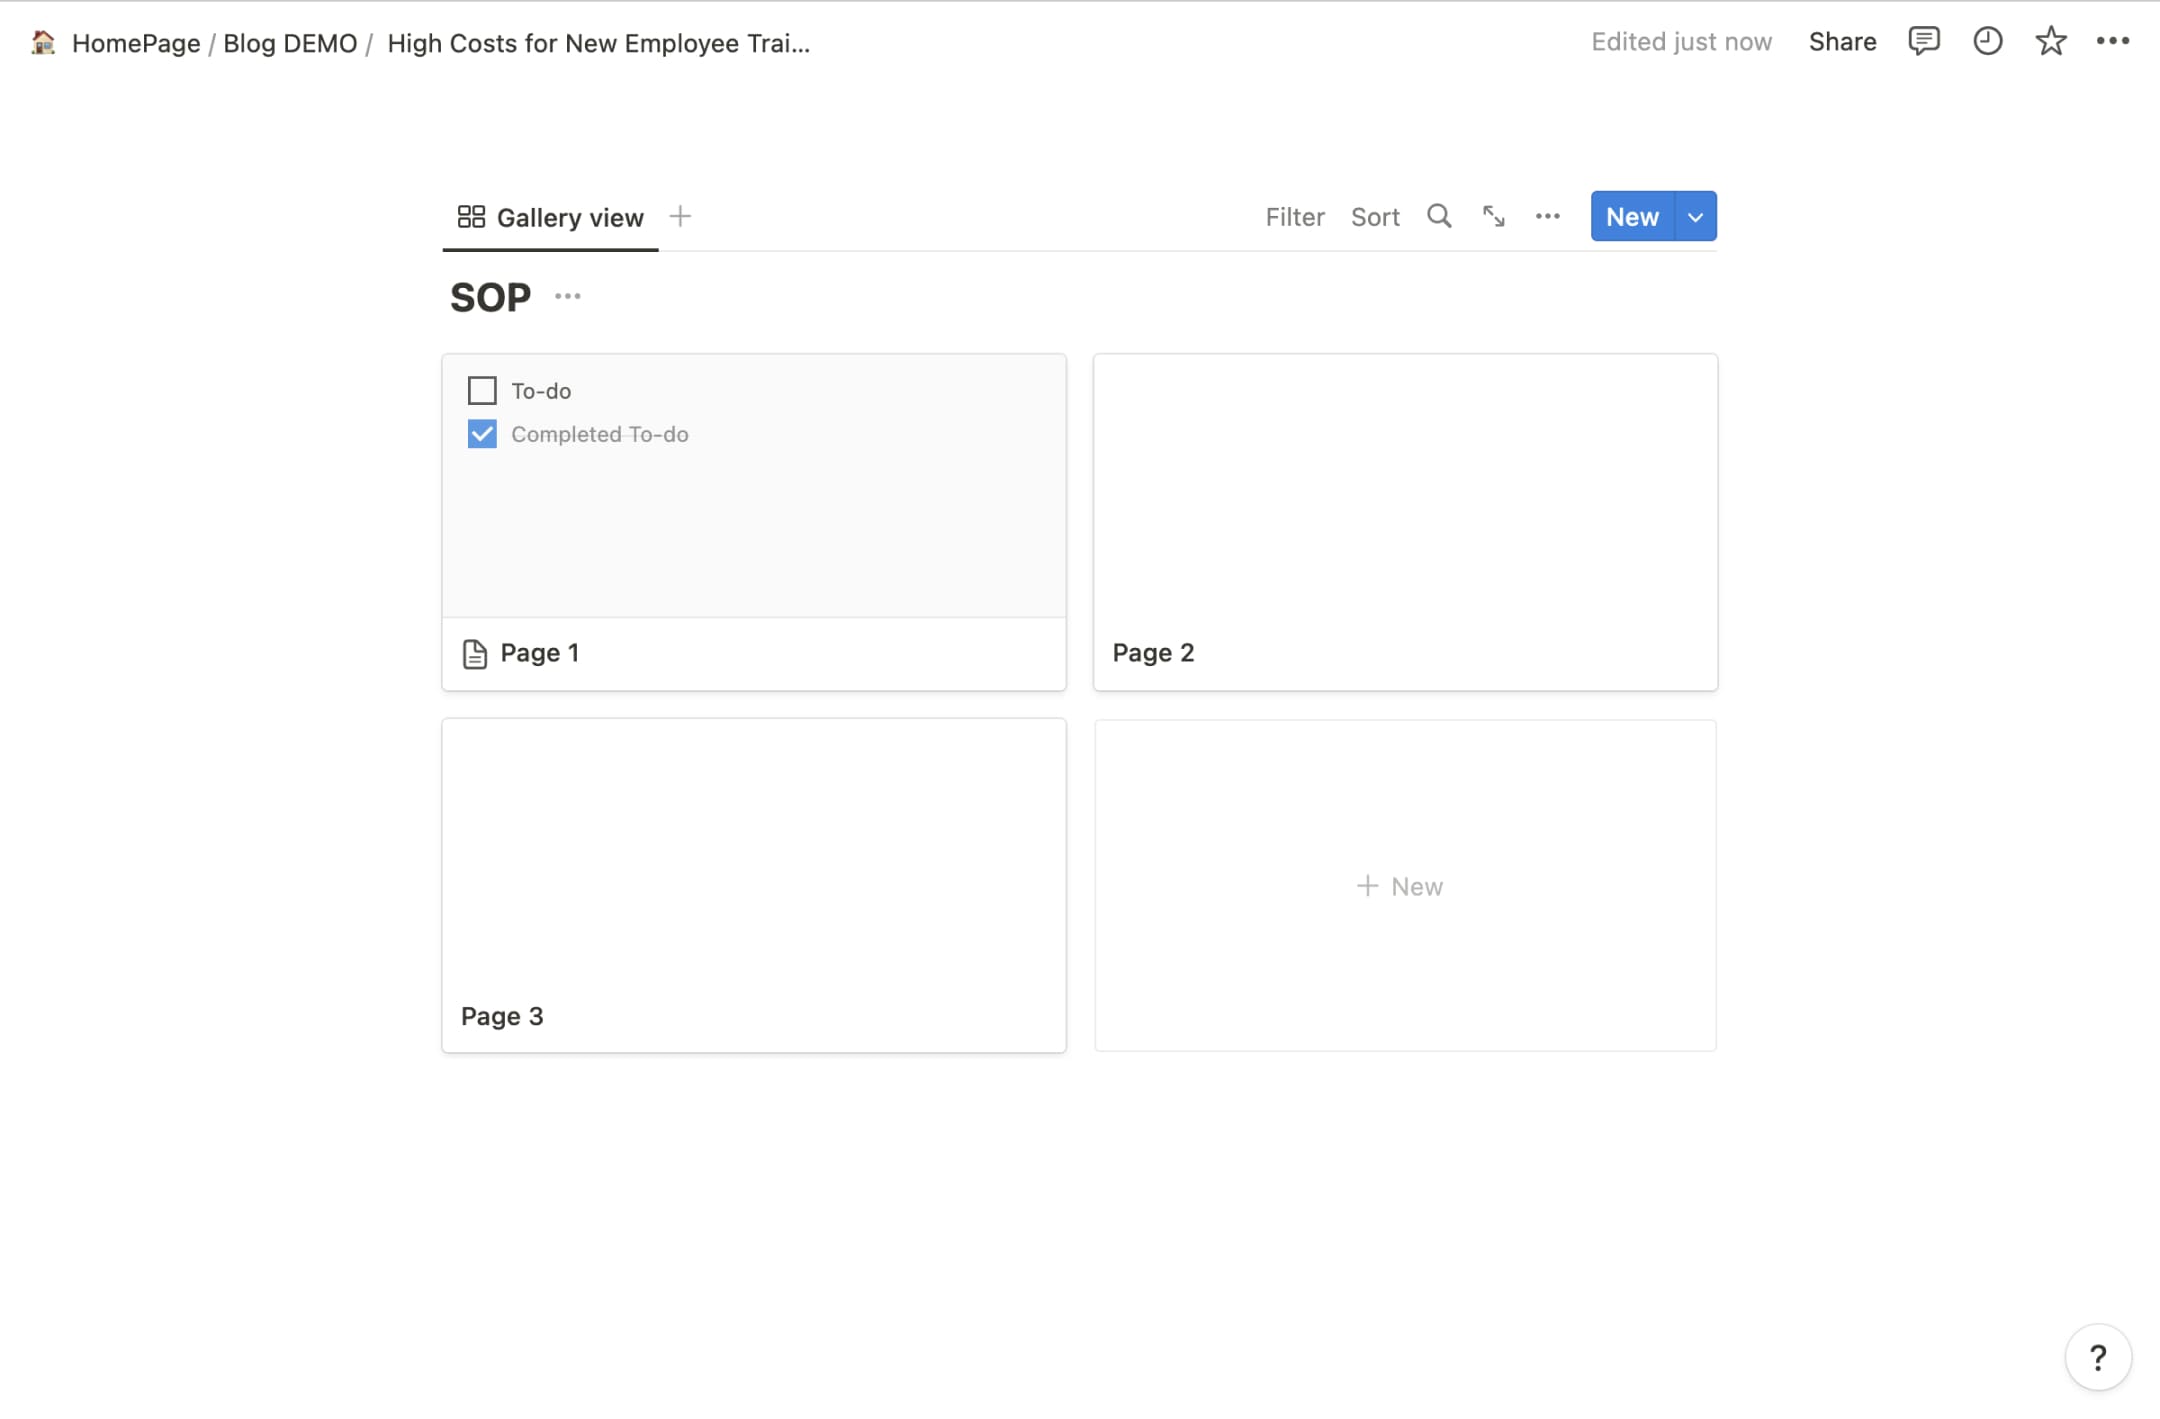 HomePage / Blog DEMO / High Costs for New Employee Trai...
Edited just now Share
Gallery view
Filter Sort New
SOP
To-do
Completed To-do
Page 1
Page 2
Page 3
New
?